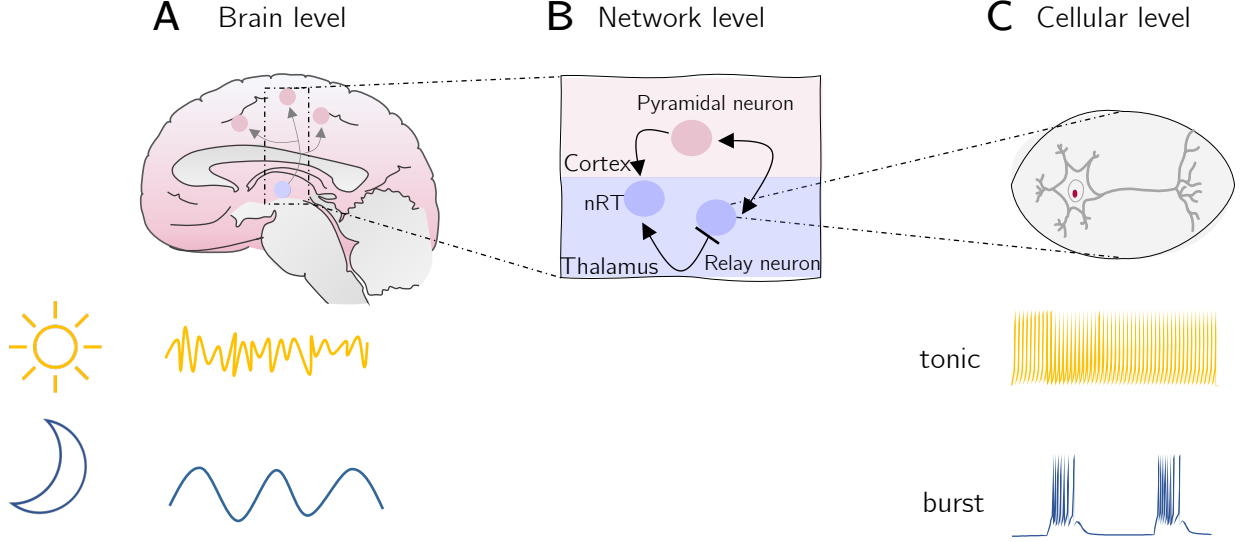 A Brain level
B Network level
C Cellular level
Pyramidal neuron
Cortex
nRT
Thalamus
Relay neuron
tonic
burst